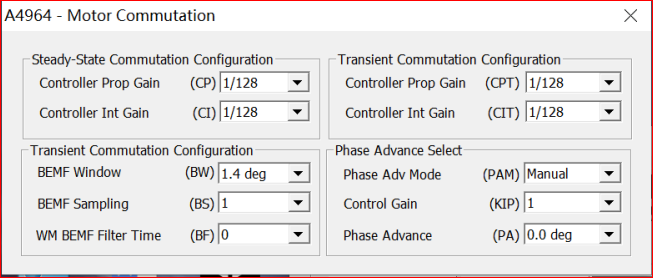 A4964 - Motor Commutation
Steady-State Commutation Configuration
Controller Prop Gain (CP) 1/128
Controller Int Gain (CI) 1/128
Transient Commutation Configuration
Controller Prop Gain (CPT) 1/128
Controller Int Gain (CIT) 1/128
Transient Commutation Configuration
BEMF Window (BW) 1.4 deg
BEMF Sampling (BS) 1
WM BEMF Filter Time (BF) 0
Phase Advance Select
Phase Adv Mode (PAM) Manual
Control Gain (KIP) 1
Phase Advance (PA) 0.0 deg